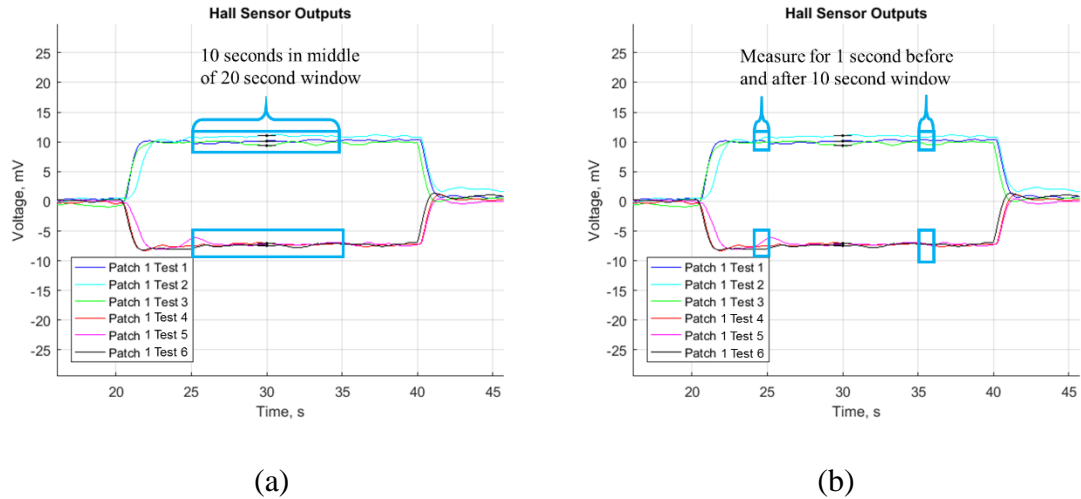 Hall Sensor Outputs
10 seconds in middle
of 20 second window
25
20
15
10
5
0
-5
-10
-15
-20
-25
Voltage, mV
Patch 1 Test 1
Patch 1 Test 2
Patch 1 Test 3
Patch 1 Test 4
Patch 1 Test 5
Patch 1 Test 6
20 25 30 35 40 45
Time, s
(a)
Hall Sensor Outputs
Measure for 1 second before
and after 10 second window
25
20
15
10
5
0
-5
-10
-15
-20
-25
Voltage, mV
Patch 1 Test 1
Patch 1 Test 2
Patch 1 Test 3
Patch 1 Test 4
Patch 1 Test 5
Patch 1 Test 6
20 25 30 35 40 45
Time, s
(b)